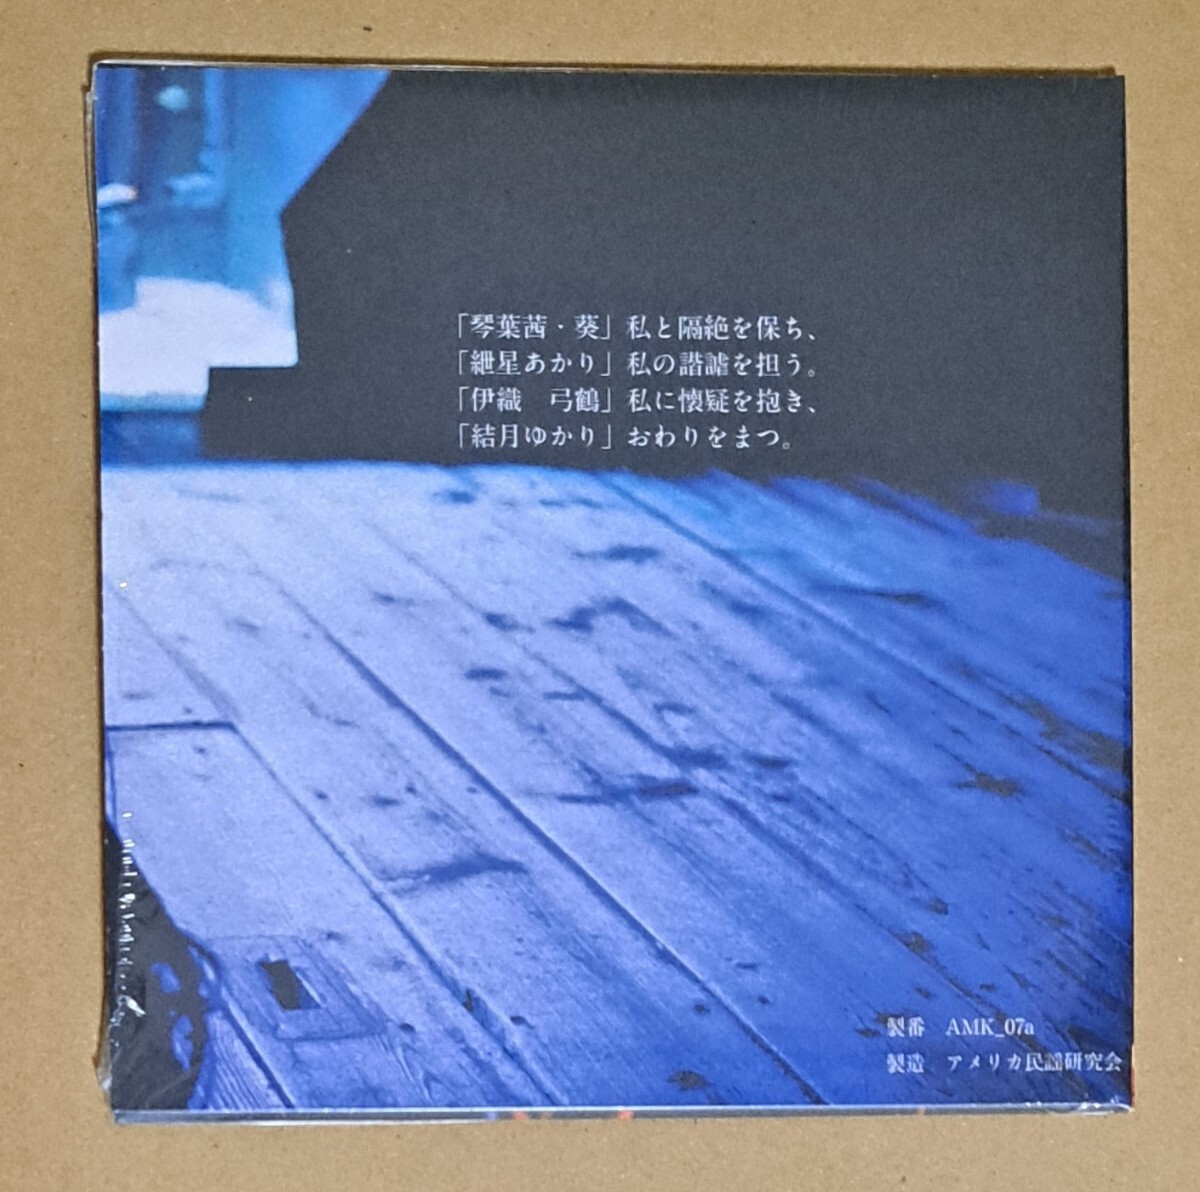 「琴葉茜・葵」私と隔絶を保ち、
「紲星あかり」私の諧謔を担う。
「伊織　弓鶴」私に懐疑を抱き、
「結月ゆかり」おわりをまつ。
製番　AMK_07a
製造　アメリカ民謡研究会